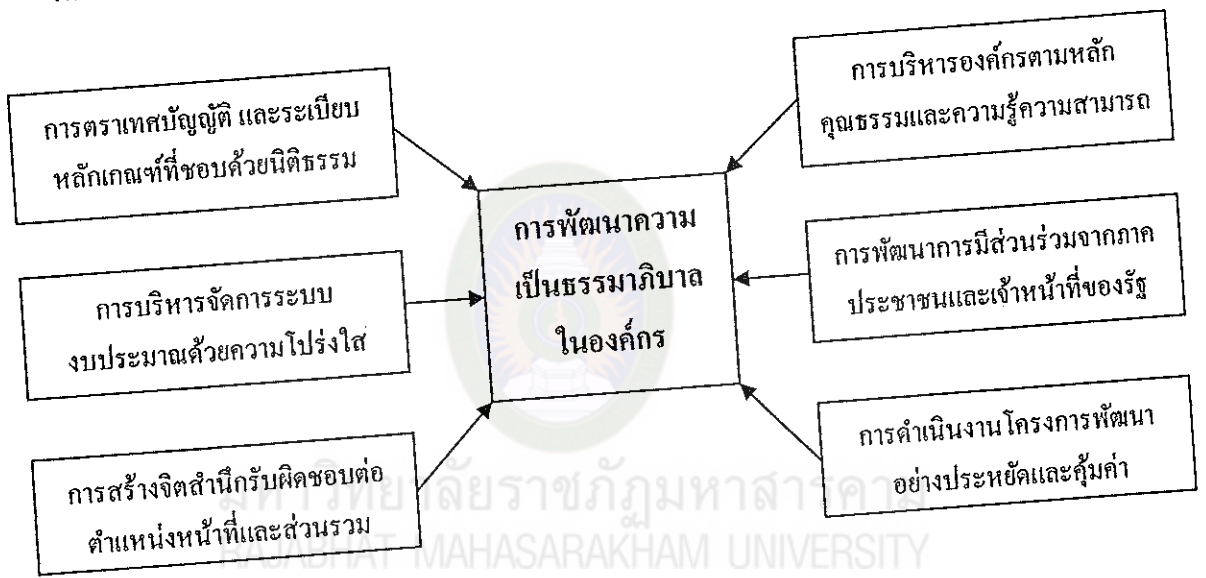 การตราเทศบัญญัติ และระเบียบ
หลักเกณฑ์ที่ชอบด้วยนิติธรรม
การบริหารจัดการระบบ
งบประมาณด้วยความโปร่งใส่
การสร้างจิตสำนึกรับผิดชอบต่อ
ตำแหน่งหน้าที่และส่วนรวม
การพัฒนาความ
เป็นธรรมาภิบาล
ในองค์กร
การบริหารองค์กรตามหลัก
คุณธรรมและความรู้ความสามารถ
การพัฒนาการมีส่วนร่วมจากภาค
ประชาชนและเจ้าหน้าที่ของรัฐ
การดำเนินงานโครงการพัฒนา
อย่างประหยัดและคุ้มค่า
มหาวิทยาลัยราชภัฏมหาสารคาม
RAJABHAT MAHASARAKHAM UNIVERSITY